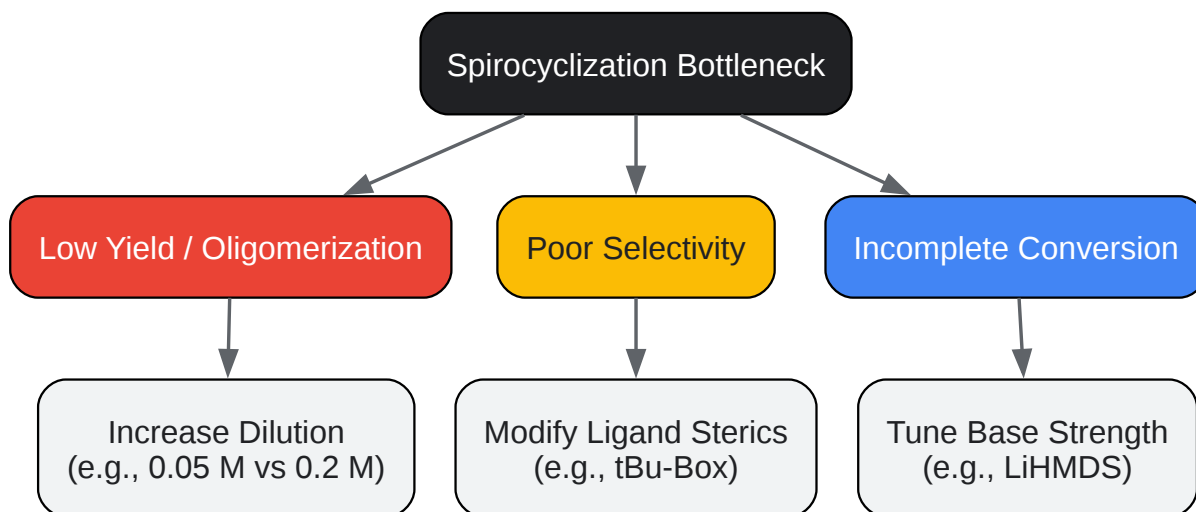 Spirocyclization Bottleneck
Low Yield / Oligomerization
Poor Selectivity
Incomplete Conversion
Increase Dilution
(e.g., 0.05 M vs 0.2 M)
Modify Ligand Sterics
(e.g., tBu-Box)
Tune Base Strength
(e.g., LiHMDS)